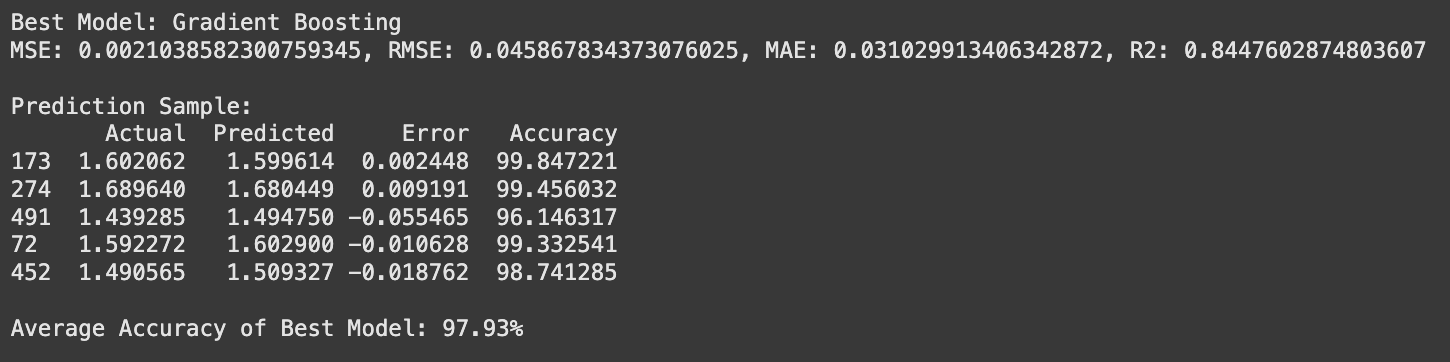 Best Model: Gradient Boosting
MSE: 0.0021038582300759345, RMSE: 0.045867834373076025, MAE: 0.031029913406342872, R2: 0.8447602874803607
Prediction Sample:
Actual Predicted Error Accuracy
173 1.602062 1.599614 0.002448 99.847221
274 1.689640 1.680449 0.009191 99.456032
491 1.439285 1.494750 -0.055465 96.146317
72 1.592272 1.602900 -0.010628 99.332541
452 1.490565 1.509327 -0.018762 98.741285
Average Accuracy of Best Model: 97.93%